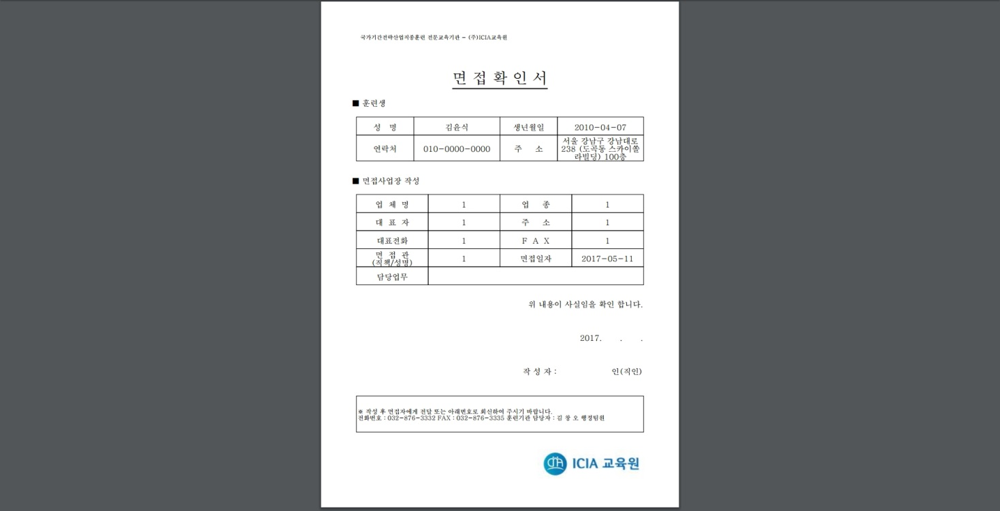 국가기간전략산업직종훈련 전문교육기관 - (주)ICIA교육원
면 접 확 인 서
■ 훈련생
성 명 김윤식 생년월일 2010-04-07
연락처 010-0000-0000 주 소 서울 강남구 강남대로
238 (도곡동 스카이쏠
라빌딩) 100층
■ 면접사업장 작성
업 체 명 1 업 종 1
대 표 자 1 주 소 1
대표전화 1 F A X 1
면 접 관
(직책/성명) 1 면접일자 2017-05-11
담당업무
위 내용이 사실임을 확인 합니다.
2017. . .
작 성 자 : 인(직인)
※ 작성 후 면접자에게 전달 또는 아래번호로 회신하여 주시기 바랍니다.
전화번호 : 032-876-3332 FAX : 032-876-3335 훈련기관 담당자 : 김 창 오 행정팀원
ICIA 교육원